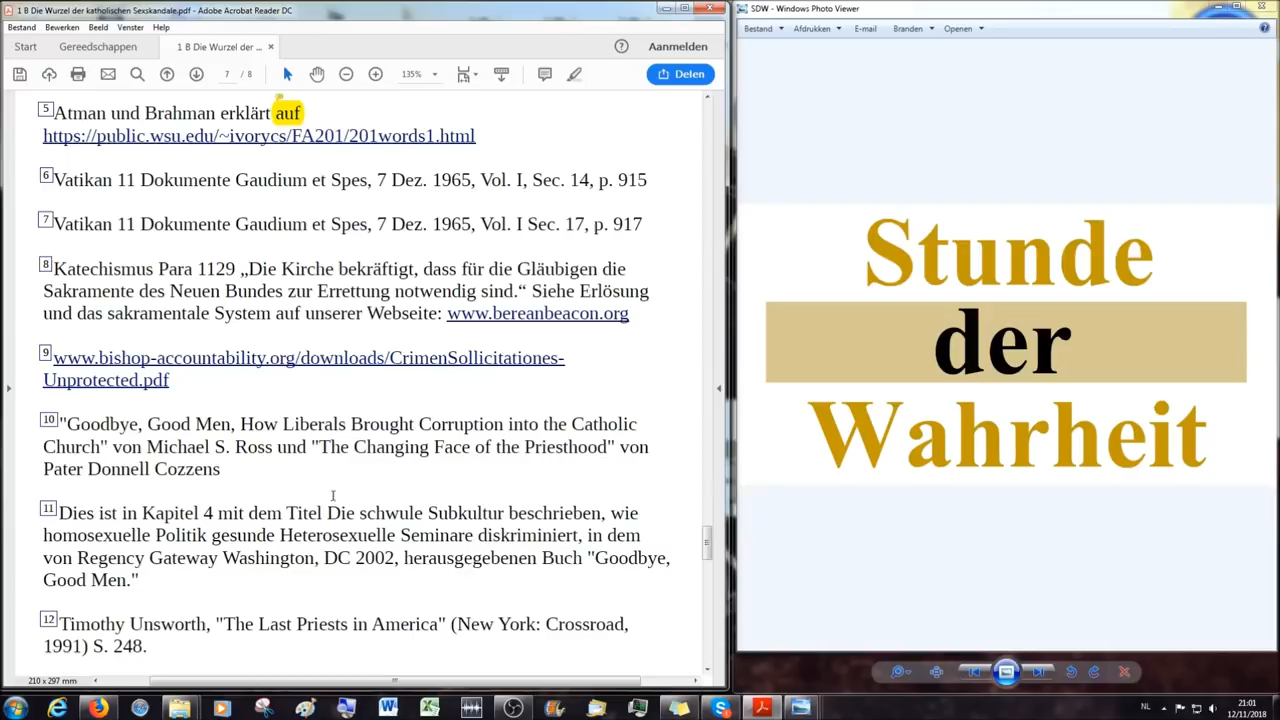 1 B Die Wurzel der katholischen Sexskandale.pdf - Adobe Acrobat Reader DC
Bestand Bewerken Beeld Venster Help
Start Gereedschappen 1 B Die Wurzel der ... × Aanmelden
7 / 8 135% Delen
5 Atman und Brahman erklärt auf
https://public.wsu.edu/~ivorycs/FA201/201words1.html
6 Vatikan 11 Dokumente Gaudium et Spes, 7 Dez. 1965, Vol. I, Sec. 14, p. 915
7 Vatikan 11 Dokumente Gaudium et Spes, 7 Dez. 1965, Vol. I Sec. 17, p. 917
8 Katechismus Para 1129 „Die Kirche bekräftigt, dass für die Gläubigen die
Sakramente des Neuen Bundes zur Errettung notwendig sind.“ Siehe Erlösung
und das sakramentale System auf unserer Webseite: www.bereanbeacon.org
9 www.bishop-accountability.org/downloads/CrimenSollicitationes-
Unprotected.pdf
10 "Goodbye, Good Men, How Liberals Brought Corruption into the Catholic
Church" von Michael S. Ross und "The Changing Face of the Priesthood" von
Pater Donnell Cozzens
11 Dies ist in Kapitel 4 mit dem Titel Die schwule Subkultur beschrieben, wie
homosexuelle Politik gesunde Heterosexuelle Seminare diskriminiert, in dem
von Regency Gateway Washington, DC 2002, herausgegebenen Buch "Goodbye,
Good Men."
12 Timothy Unsworth, "The Last Priests in America" (New York: Crossroad,
1991) S. 248.
210 x 297 mm
SDW - Windows Photo Viewer
Bestand Afdrukken E-mail Branden Openen
Stunde
der
Wahrheit
NL 21:01
12/11/2018